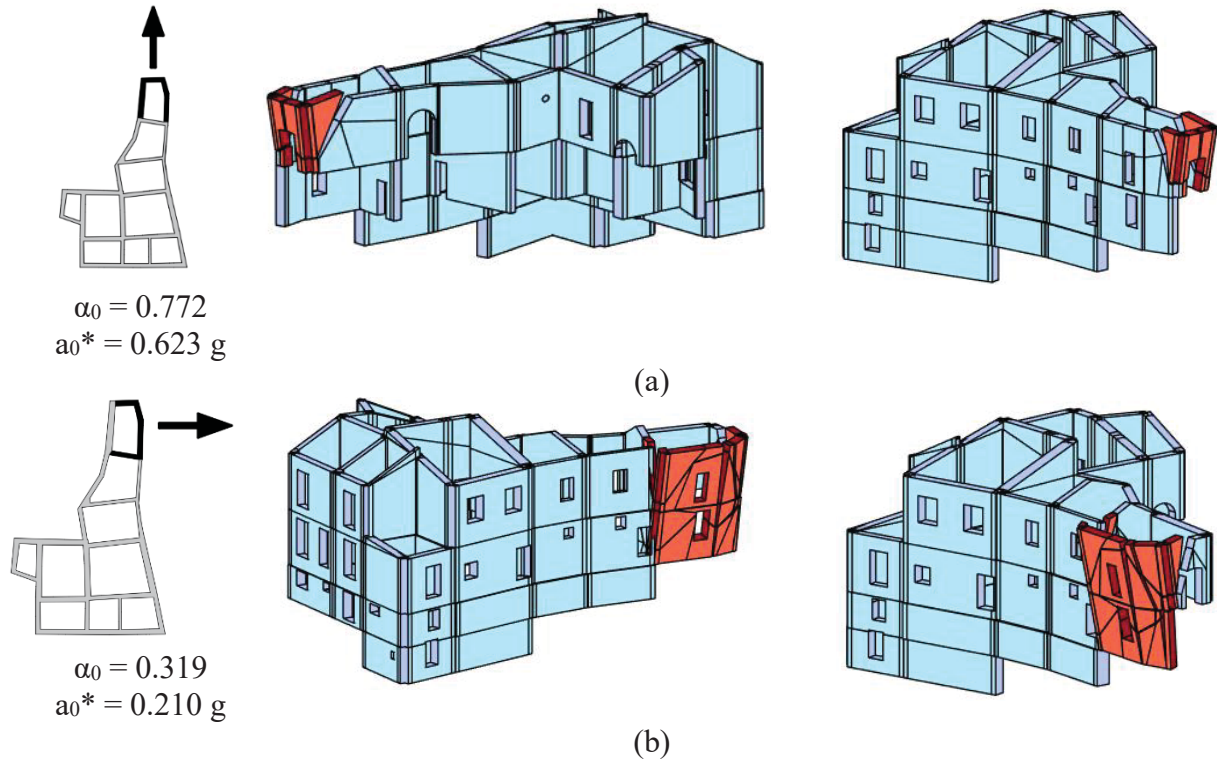 α₀ = 0.772
a₀* = 0.623 g
(a)
α₀ = 0.319
a₀* = 0.210 g
(b)